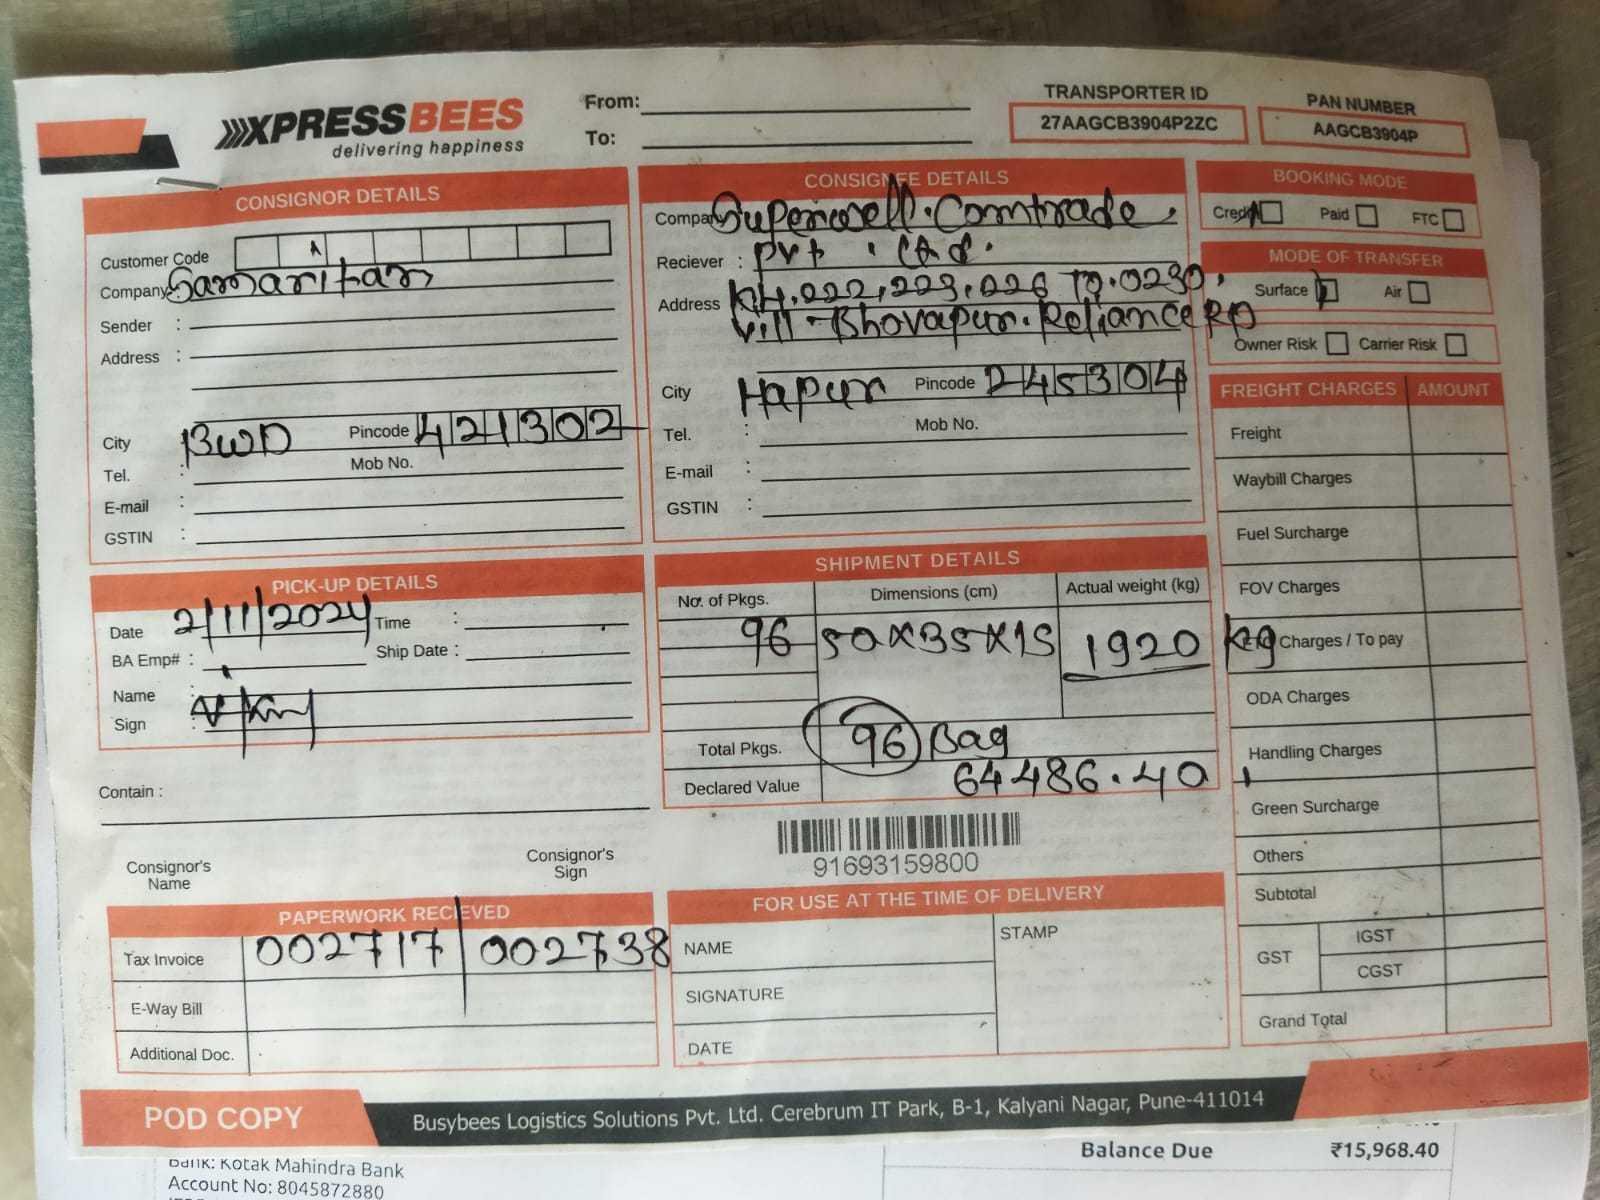 XPRESSBEES
delivering happiness
From:
To:
TRANSPORTER ID
27AAGCB3904P2ZC
PAN NUMBER
AAGCB3904P
CONSIGNOR DETAILS
Customer Code
Company Samaritan
Sender :
Address :
City BWD Pincode 421302
Tel. : Mob No.
E-mail :
GSTIN :
CONSIGNEE DETAILS
Company Superwell. Comtrade.
Reciever : Pvt. Ltd.
Address KH.022,223,226 TO.0230,
Vill-Bhovapur.Reliance RD
City Hapur Pincode 245304
Tel. : Mob No.
E-mail :
GSTIN :
BOOKING MODE
Credit Paid FTC
MODE OF TRANSFER
Surface Air
Owner Risk Carrier Risk
FREIGHT CHARGES AMOUNT
Freight
Waybill Charges
Fuel Surcharge
FOV Charges
Charges / To pay
ODA Charges
Handling Charges
Green Surcharge
Others
Subtotal
GST IGST
CGST
Grand Total
PICK-UP DETAILS
Date 2/11/2024 Time :
BA Emp# : Ship Date :
Name :
Sign :
Contain :
Consignor's Name
Consignor's Sign
SHIPMENT DETAILS
No. of Pkgs. Dimensions (cm) Actual weight (kg)
96 50x35x15 1920 kg
Total Pkgs. 96 Bag
Declared Value 64486.40
91693159800
PAPERWORK RECIEVED
Tax Invoice 002717 002738
E-Way Bill
Additional Doc.
FOR USE AT THE TIME OF DELIVERY
NAME
SIGNATURE
DATE
STAMP
POD COPY
Busybees Logistics Solutions Pvt. Ltd. Cerebrum IT Park, B-1, Kalyani Nagar, Pune-411014
Balance Due ₹15,968.40
Bank: Kotak Mahindra Bank
Account No: 8045872880